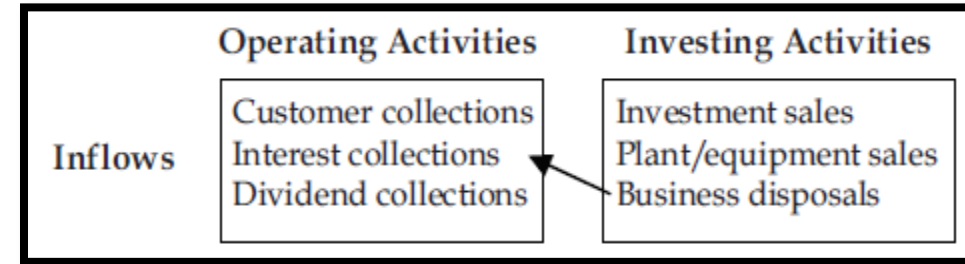 Operating Activities
Investing Activities
Inflows
Customer collections
Interest collections
Dividend collections
Investment sales
Plant/equipment sales
Business disposals